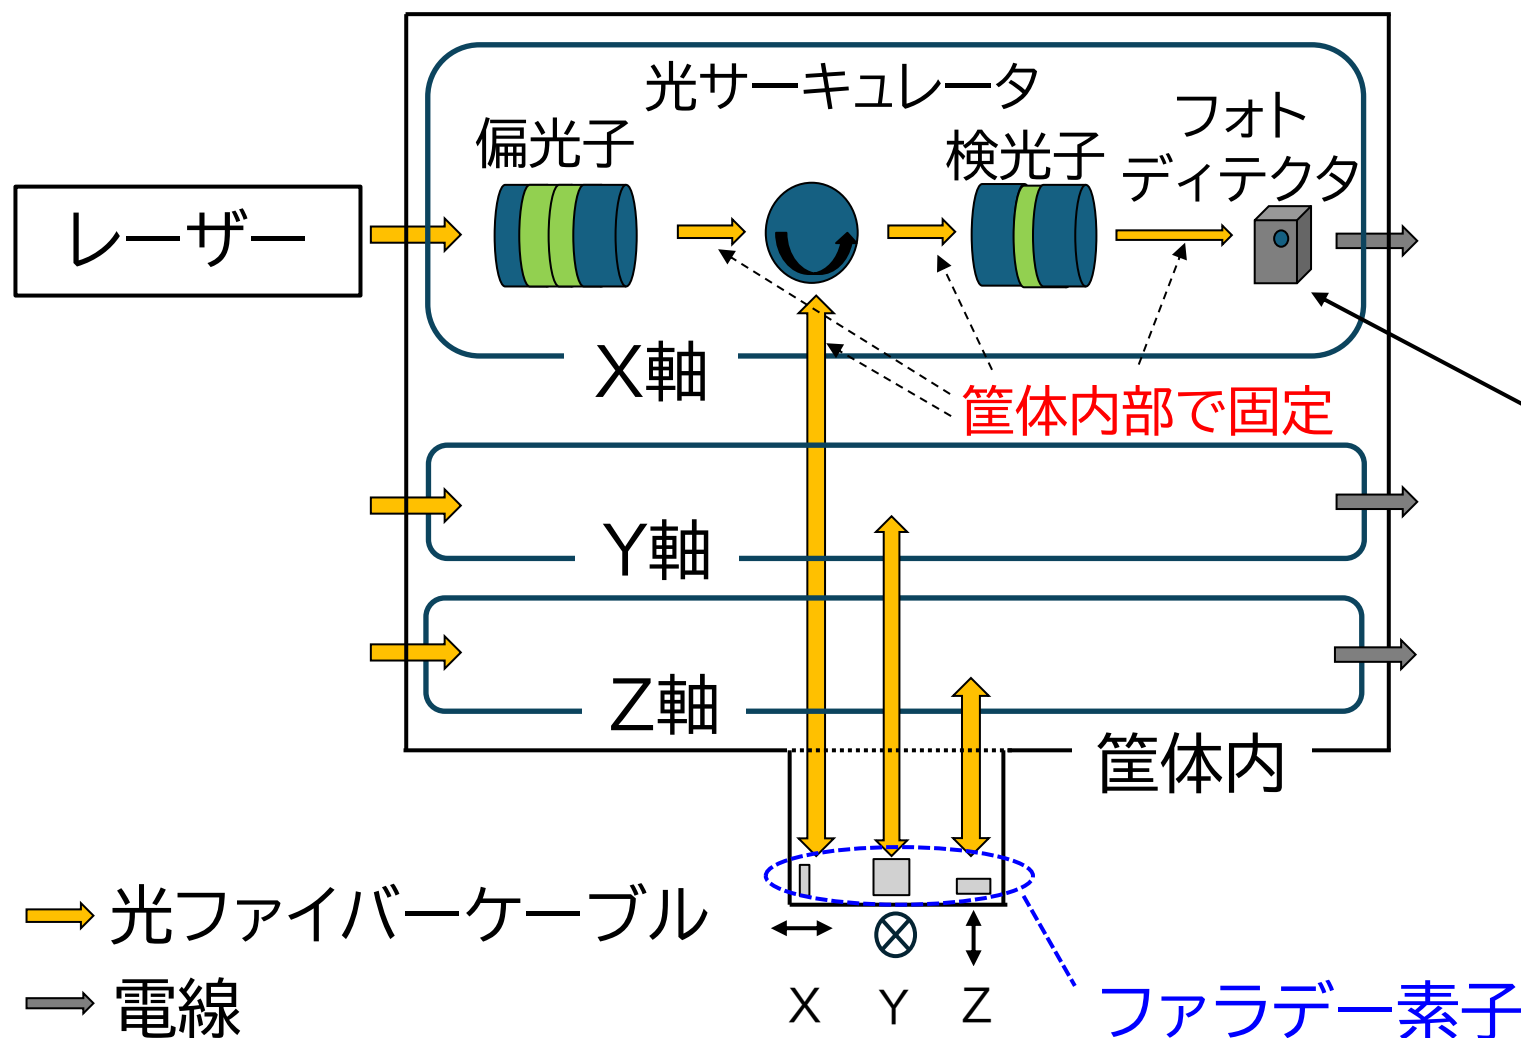 光サーキュレータ
偏光子
検光子
フォト
ディテクタ
レーザー
X軸
筐体内部で固定
Y軸
Z軸
筐体内
光ファイバーケーブル
電線
X Y Z
ファラデー素子